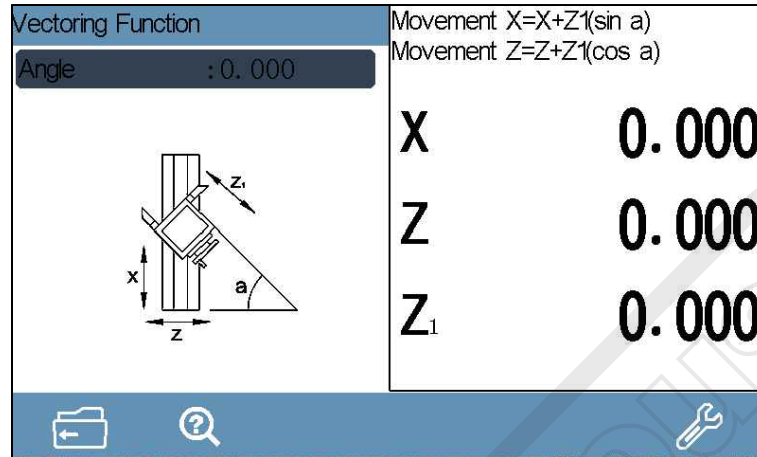 Vectoring Function
Angle :0.000
Z1
X
a
Z
Movement X=X+Z1(sin a)
Movement Z=Z+Z1(cos a)
X 0.000
Z 0.000
Z1 0.000